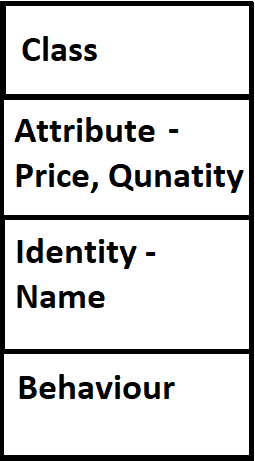 Class
Attribute -
Price, Qunatity
Identity -
Name
Behaviour